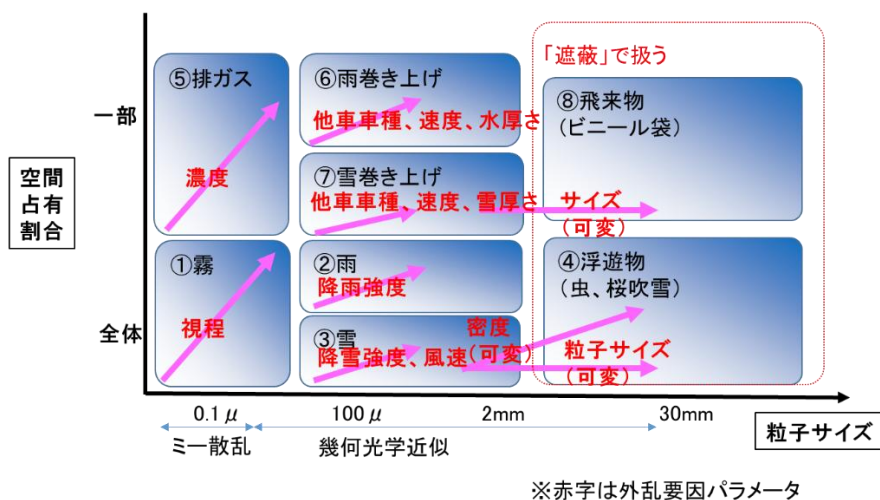 「遮蔽」で扱う
⑤排ガス
⑥雨巻き上げ
⑧飛来物
(ビニール袋)
一部
他車車種、速度、水厚さ
濃度
⑦雪巻き上げ
他車車種、速度、雪厚さ
サイズ
(可変)
空間
占有
割合
①霧
②雨
④浮遊物
(虫、桜吹雪)
降雨強度
視程
全体
③雪
密度
(可変)
降雪強度、風速
粒子サイズ
(可変)
0.1μ
100μ
2mm
30mm
粒子サイズ
ミー散乱
幾何光学近似
※赤字は外乱要因パラメータ